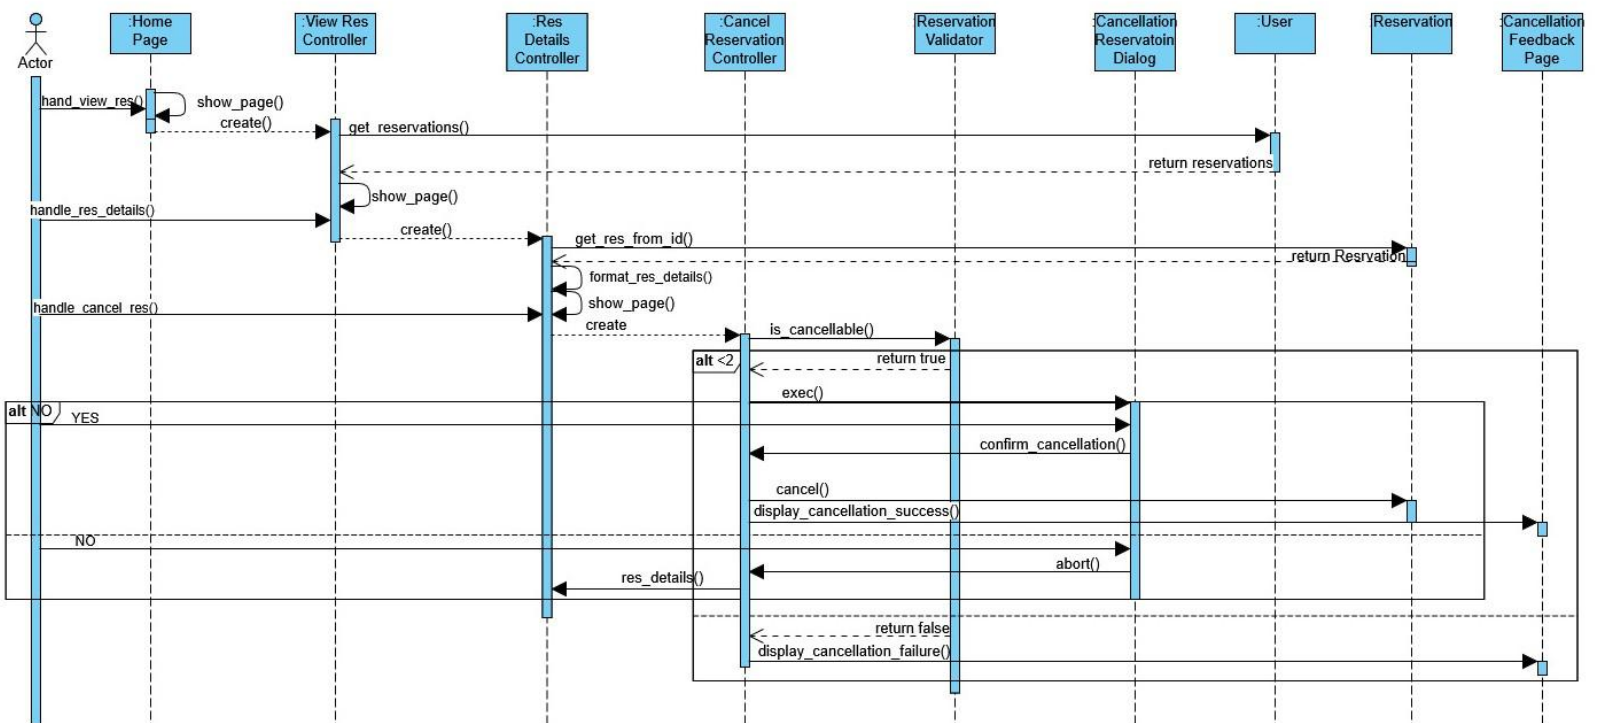 Actor
:Home
Page
:View Res
Controller
:Res
Details
Controller
:Cancel
Reservation
Controller
:Reservation
Validator
:Cancellation
Reservatoin
Dialog
:User
:Reservation
:Cancellation
Feedback
Page
hand_view_res()
show_page()
create()
get_reservations()
return reservations
show_page()
handle_res_details()
create()
get_res_from_id()
return Resrvation
format_res_details()
show_page()
handle_cancel_res()
create
is_cancellable()
alt <2
return true
exec()
alt NO
YES
confirm_cancellation()
cancel()
display_cancellation_success()
NO
abort()
res_details()
return false
display_cancellation_failure()